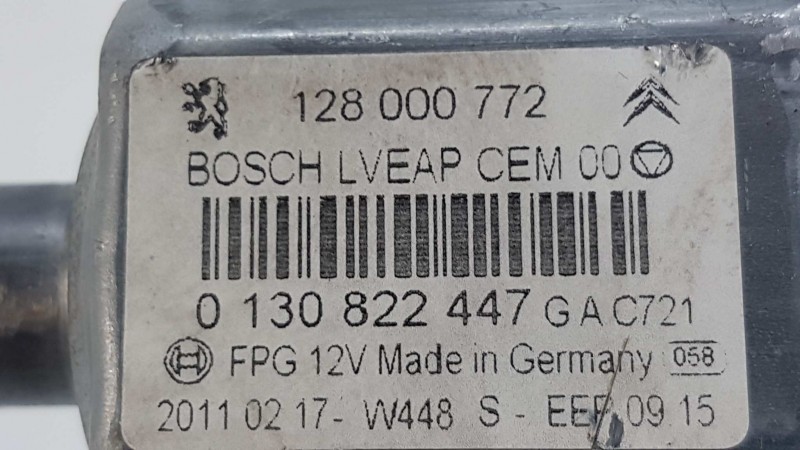 128 000 772
BOSCH LVEAP CEM 00
0 130 822 447 G A C721
FPG 12V Made in Germany 058
2011 02 17- W448 S - EEP 09 15